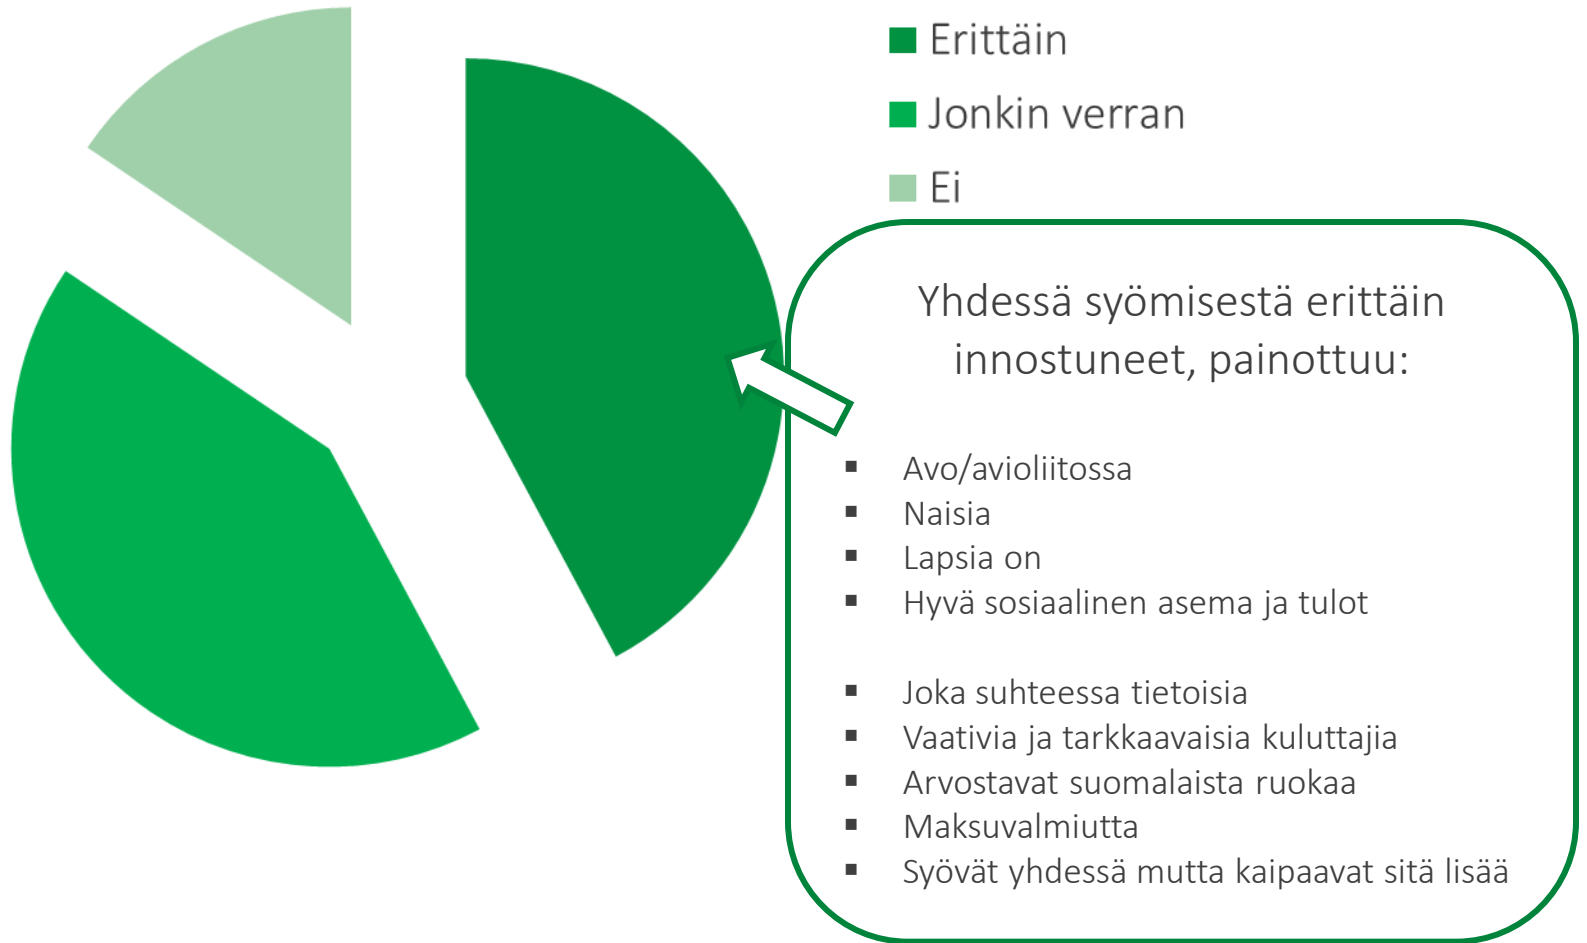 Erittäin
Jonkin verran
Ei
Yhdessä syömisestä erittäin
innostuneet, painottuu:
▪ Avo/avioliitossa
▪ Naisia
▪ Lapsia on
▪ Hyvä sosiaalinen asema ja tulot
▪ Joka suhteessa tietoisia
▪ Vaativia ja tarkkaavaisia kuluttajia
▪ Arvostavat suomalaista ruokaa
▪ Maksuvalmiutta
▪ Syövät yhdessä mutta kaipaavat sitä lisää